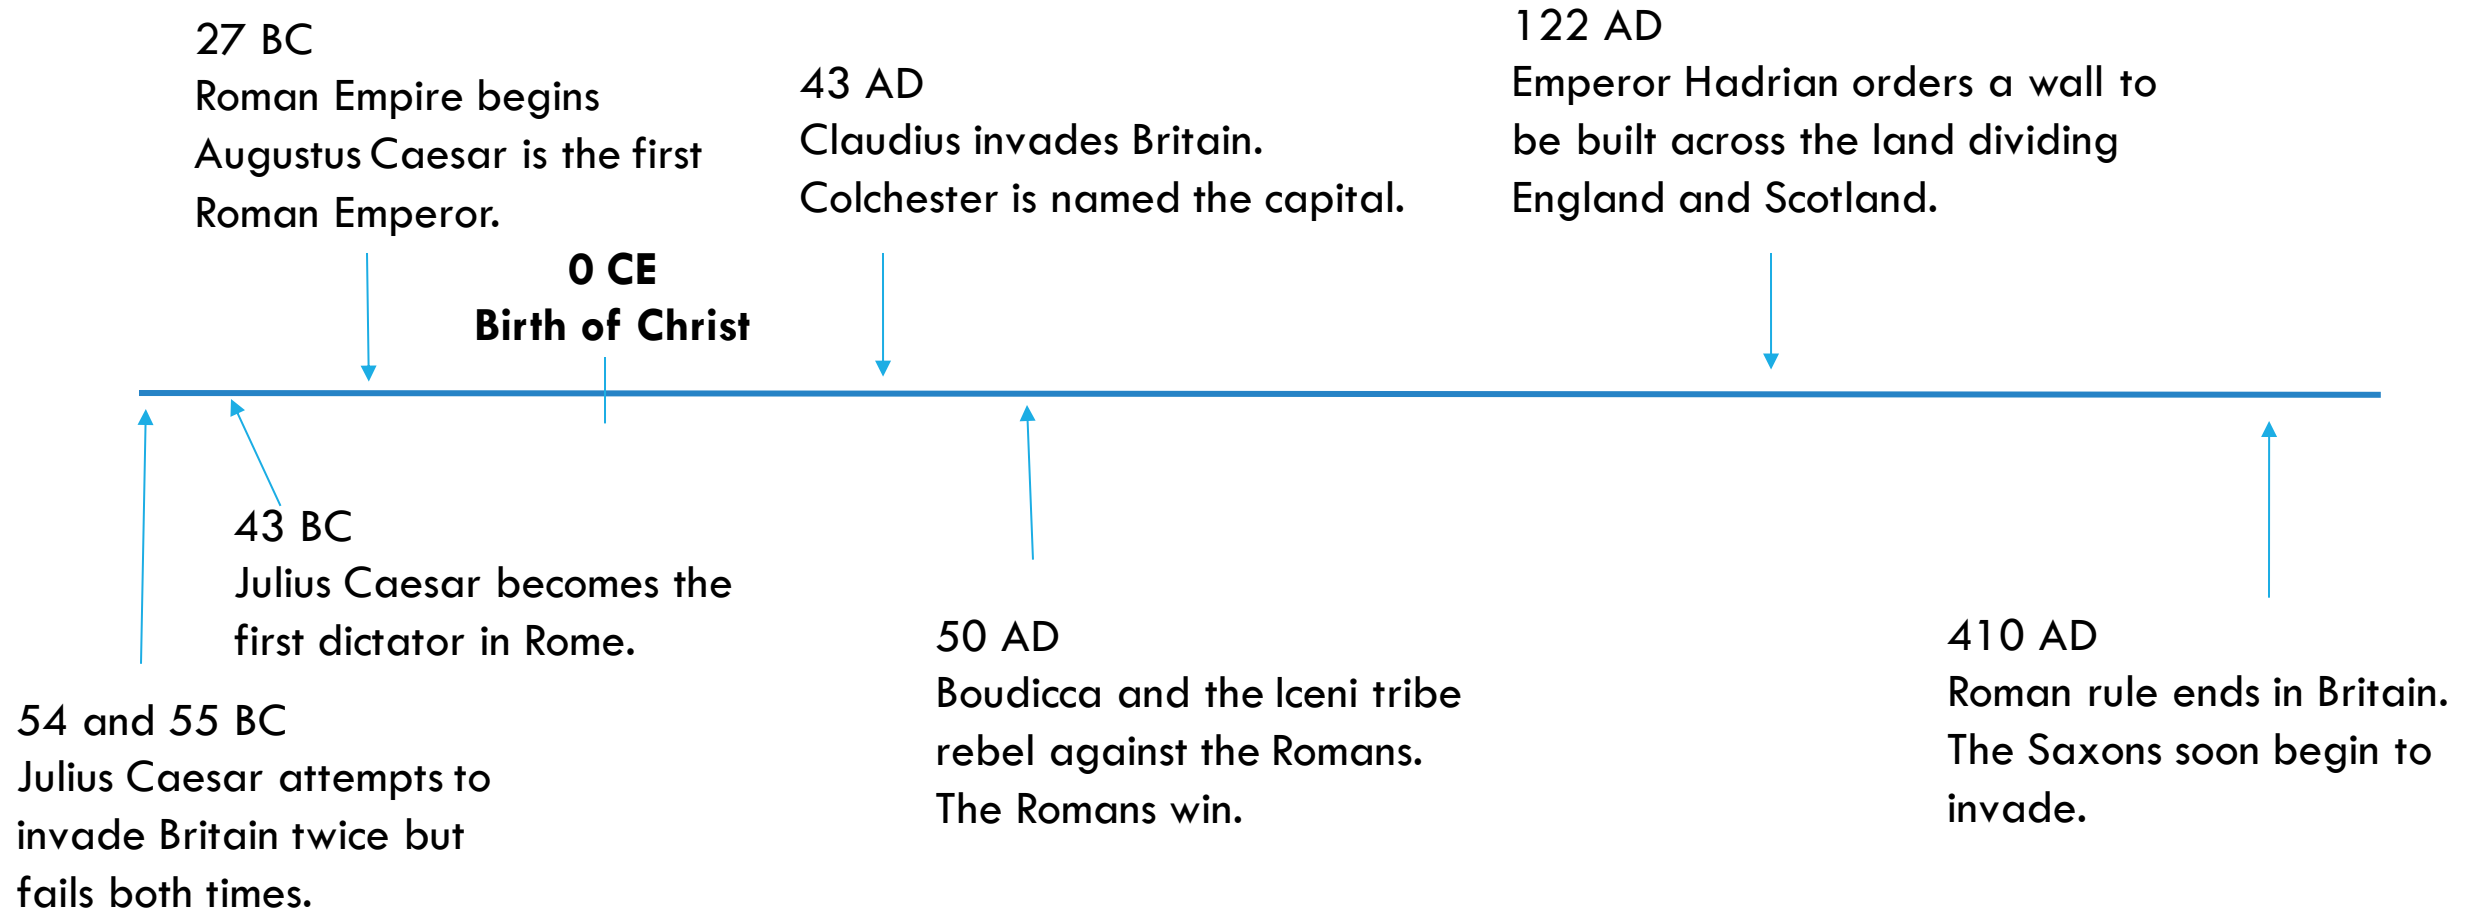 27 BC
Roman Empire begins
Augustus Caesar is the first
Roman Emperor.
0 CE
Birth of Christ
43 AD
Claudius invades Britain.
Colchester is named the capital.
122 AD
Emperor Hadrian orders a wall to
be built across the land dividing
England and Scotland.
54 and 55 BC
Julius Caesar attempts to
invade Britain twice but
fails both times.
43 BC
Julius Caesar becomes the
first dictator in Rome.
50 AD
Boudicca and the Iceni tribe
rebel against the Romans.
The Romans win.
410 AD
Roman rule ends in Britain.
The Saxons soon begin to
invade.